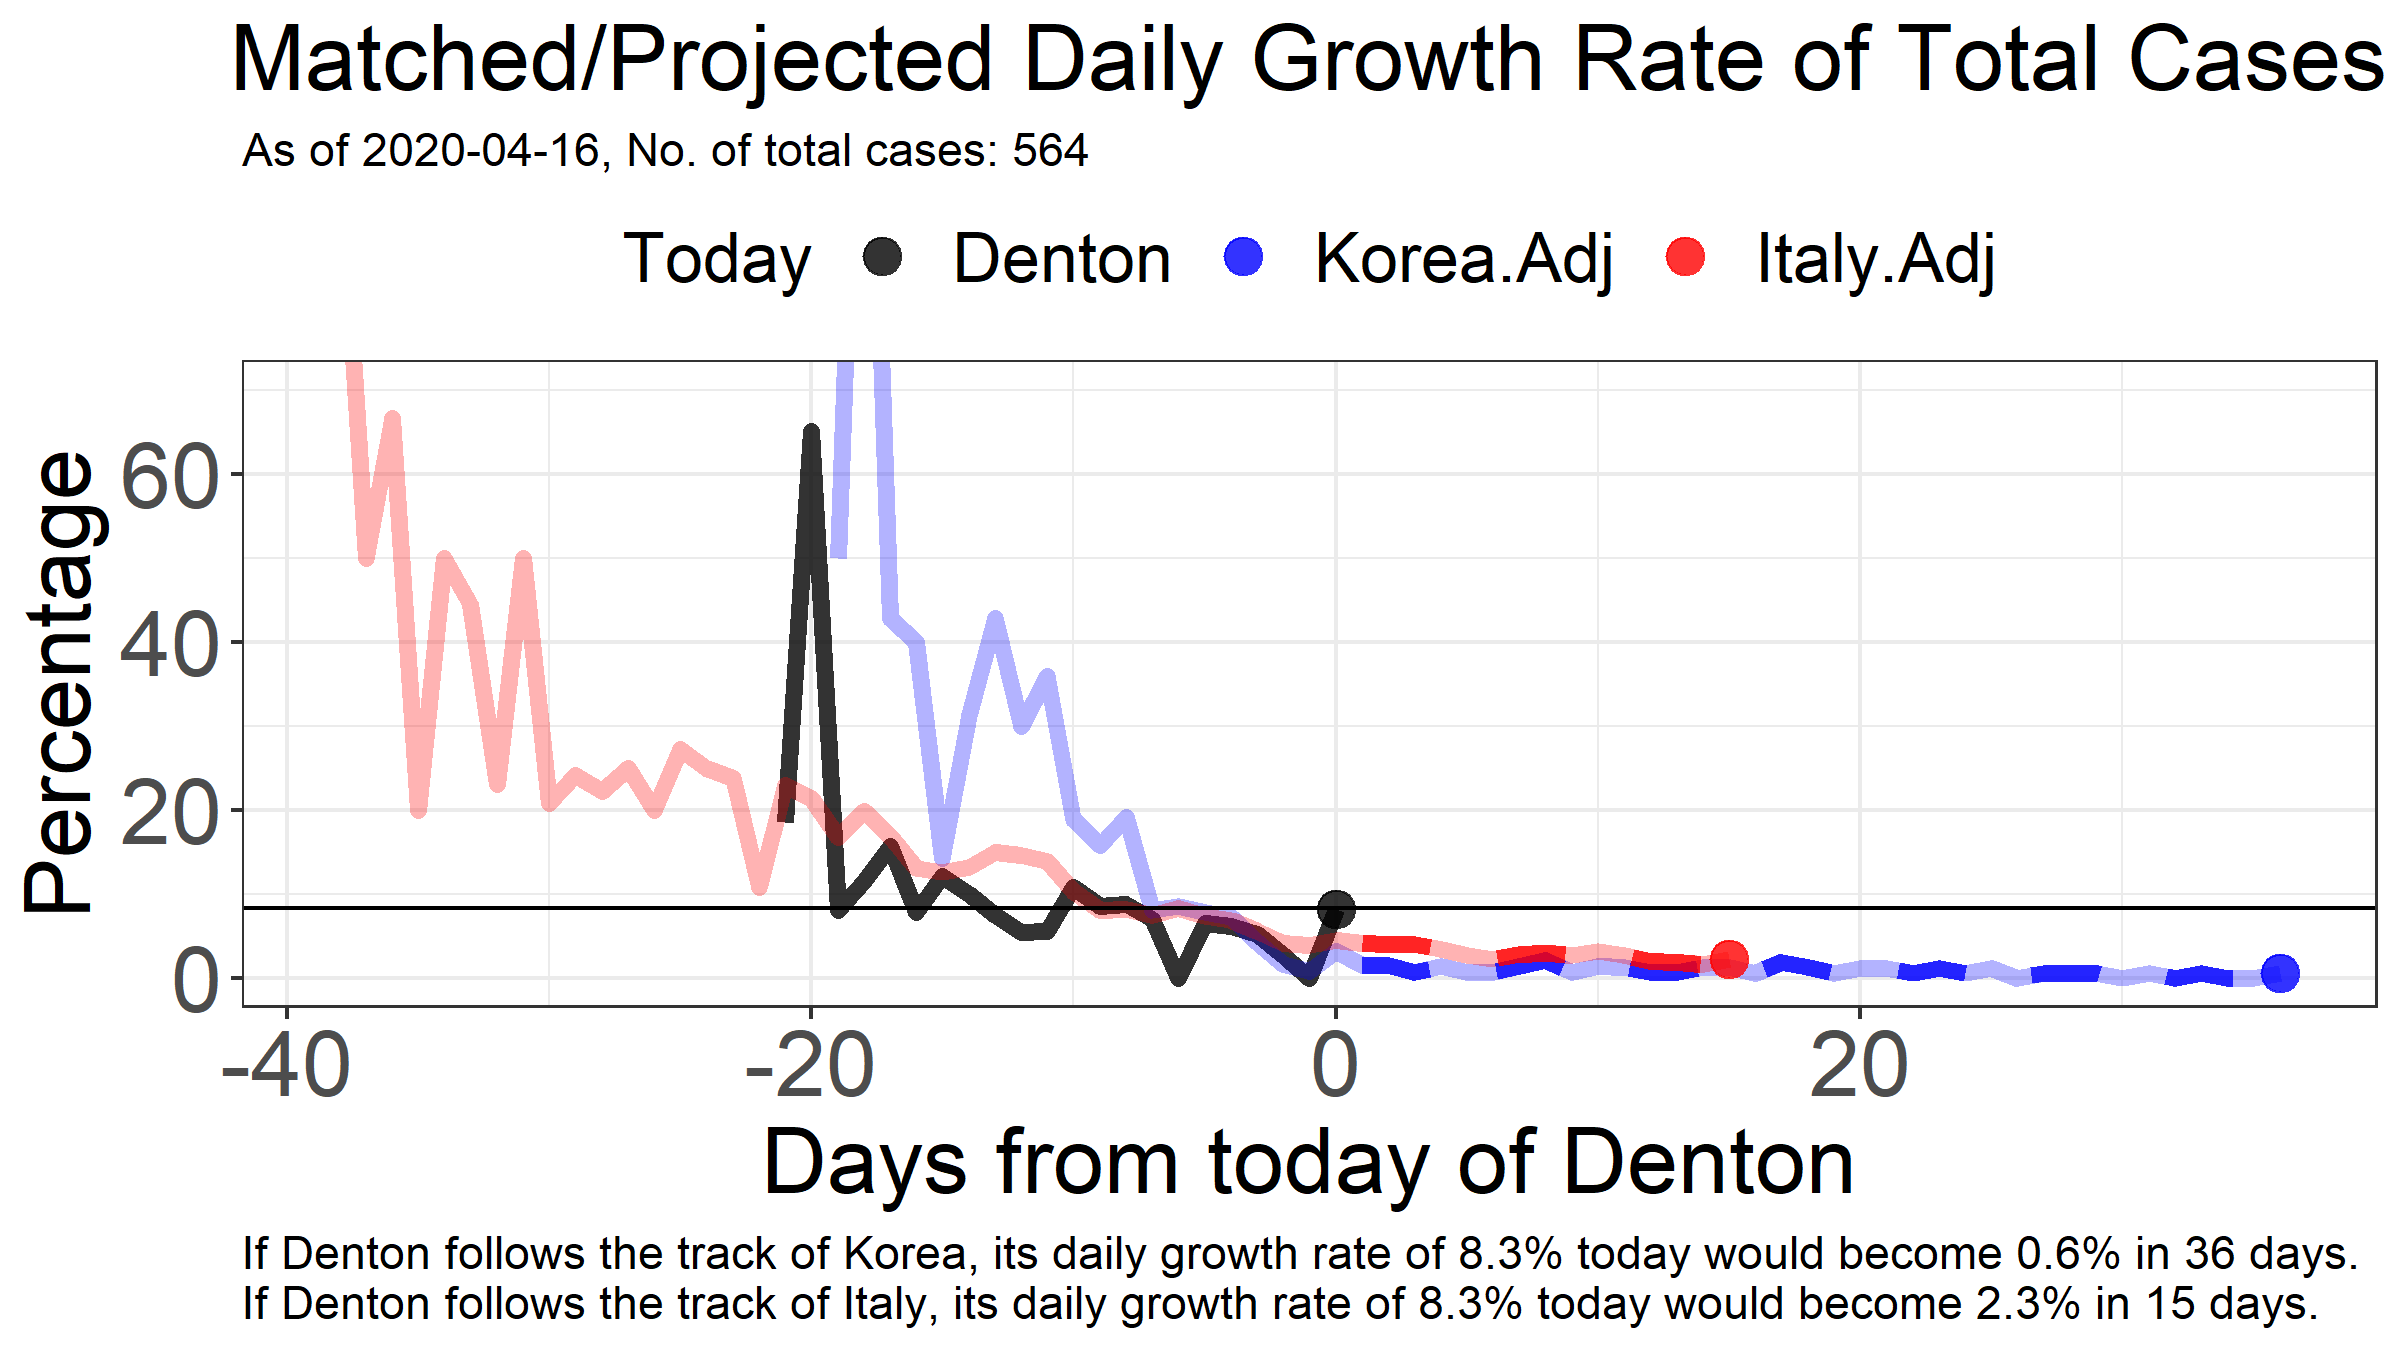 Matched/Projected Daily Growth Rate of Total Cases
As of 2020-04-16, No. of total cases: 564
Today Denton Korea.Adj Italy.Adj
Percentage
60
40
20
0
-40 -20 0 20
Days from today of Denton
If Denton follows the track of Korea, its daily growth rate of 8.3% today would become 0.6% in 36 days.
If Denton follows the track of Italy, its daily growth rate of 8.3% today would become 2.3% in 15 days.